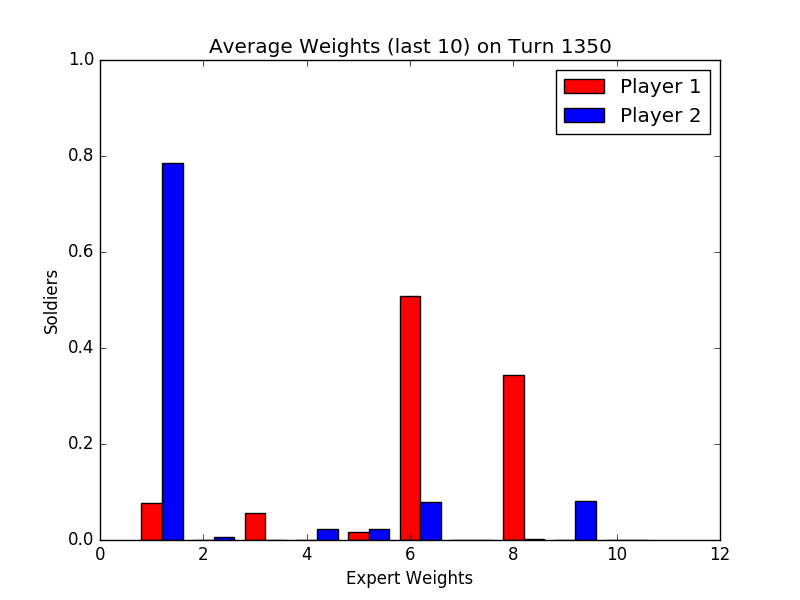 Average Weights (last 10) on Turn 1350
1.0
0.8
0.6
0.4
0.2
0.0
Soldiers
Player 1
Player 2
0 2 4 6 8 10 12
Expert Weights